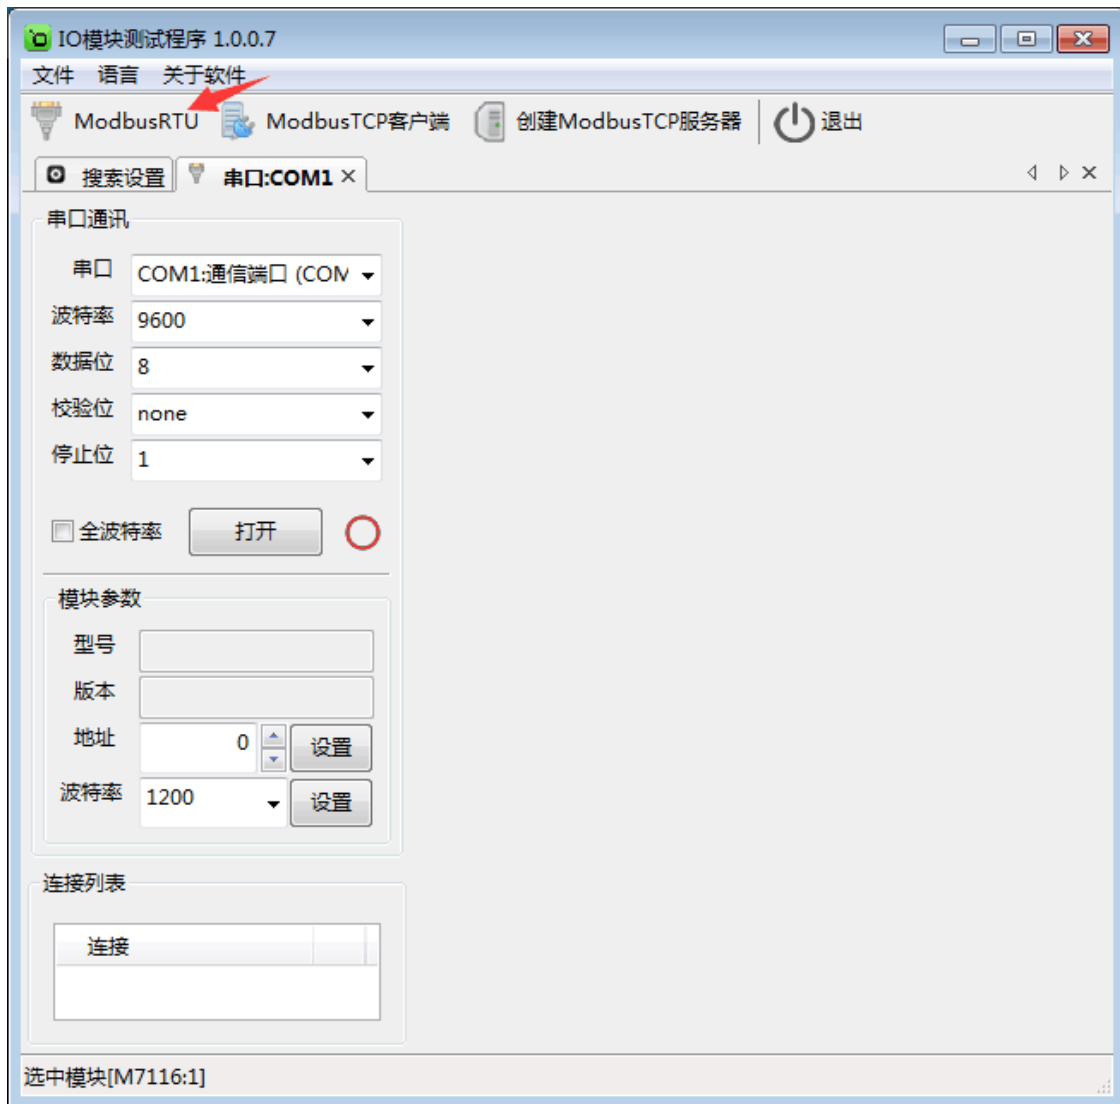 IO模块测试程序 1.0.0.7
文件 语言 关于软件
ModbusRTU ModbusTCP客户端 创建ModbusTCP服务器 退出
搜索设置 串口:COM1
串口通讯
串口 COM1:通信端口 (COM
波特率 9600
数据位 8
校验位 none
停止位 1
全波特率 打开
模块参数
型号
版本
地址 0 设置
波特率 1200 设置
连接列表
连接
选中模块[M7116:1]